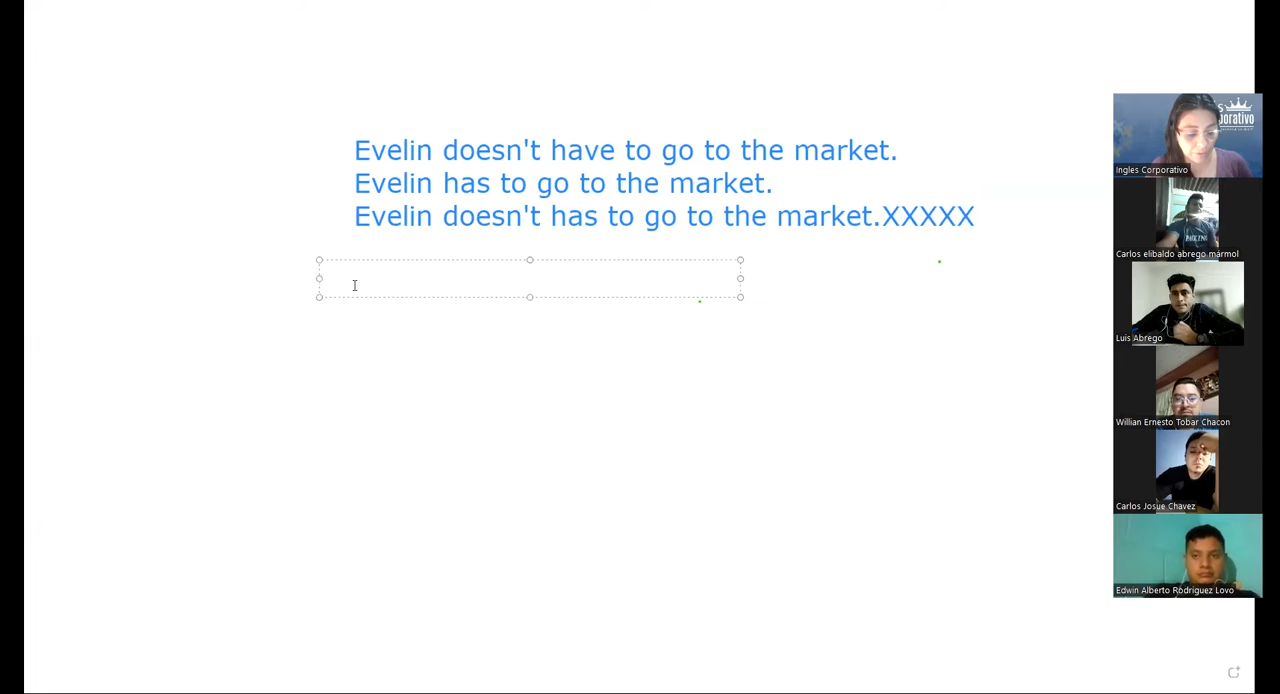 Evelin doesn't have to go to the market.
Evelin has to go to the market.
Evelin doesn't has to go to the market.XXXXX
Ingles Corporativo
Carlos elibaldo abrego mármol
Luis Abrego
Willian Ernesto Tobar Chacon
Carlos Josue Chavez
Edwin Alberto Rodriguez Lovo